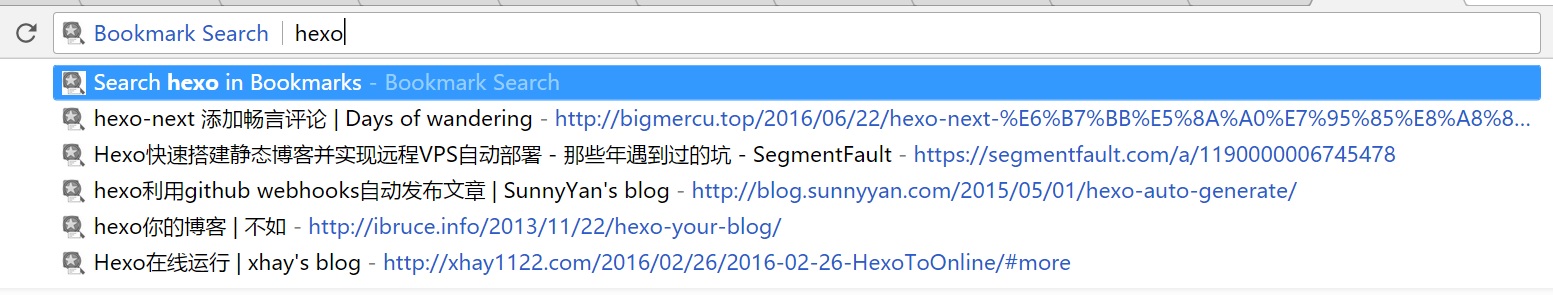 Bookmark Search hexo
Search hexo in Bookmarks - Bookmark Search
hexo-next 添加畅言评论 | Days of wandering - http://bigmercu.top/2016/06/22/hexo-next-%E6%B7%BB%E5%8A%A0%E7%95%85%E8%A8%8...
Hexo快速搭建静态博客并实现远程VPS自动部署 - 那些年遇到过的坑 - SegmentFault - https://segmentfault.com/a/1190000006745478
hexo利用github webhooks自动发布文章 | SunnyYan's blog - http://blog.sunnyyan.com/2015/05/01/hexo-auto-generate/
hexo你的博客 | 不如 - http://ibruce.info/2013/11/22/hexo-your-blog/
Hexo在线运行 | xhay's blog - http://xhay1122.com/2016/02/26/2016-02-26-HexoToOnline/#more